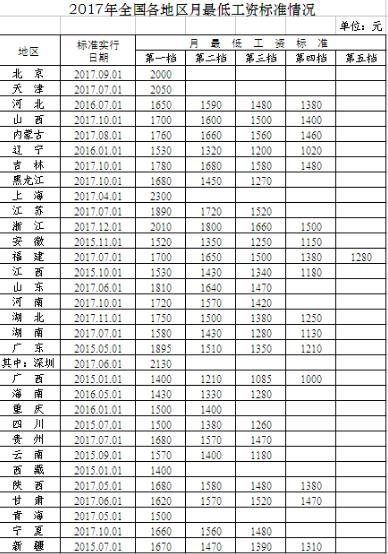 2017年全国各地区月最低工资标准情况
单位：元
地区 标准实行日期 月最低工资标准
第一档 第二档 第三档 第四档 第五档
北京 2017.09.01 2000
天津 2017.07.01 2050
河北 2016.07.01 1650 1590 1480 1380
山西 2017.10.01 1700 1600 1500 1400
内蒙古 2017.08.01 1760 1660 1560 1460
辽宁 2016.01.01 1530 1320 1200 1020
吉林 2017.10.01 1780 1680 1580 1480
黑龙江 2017.10.01 1680 1450 1270
上海 2017.04.01 2300
江苏 2017.07.01 1890 1720 1520
浙江 2017.12.01 2010 1800 1660 1500
安徽 2015.11.01 1520 1350 1250 1150
福建 2017.07.01 1700 1650 1500 1380 1280
江西 2015.10.01 1530 1430 1340 1180
山东 2017.06.01 1810 1640 1470
河南 2017.10.01 1720 1570 1420
湖北 2017.11.01 1750 1500 1380 1250
湖南 2017.07.01 1580 1430 1280 1130
广东 2015.05.01 1895 1510 1350 1210
其中：深圳 2017.06.01 2130
广西 2015.01.01 1400 1210 1085 1000
海南 2016.05.01 1430 1330 1280
重庆 2016.01.01 1500 1400
四川 2015.07.01 1500 1380 1260
贵州 2017.07.01 1680 1570 1470
云南 2015.09.01 1570 1400 1180
西藏 2015.01.01 1400
陕西 2017.05.01 1680 1580 1480 1380
甘肃 2017.06.01 1620 1570 1520 1470
青海 2017.05.01 1500
宁夏 2017.10.01 1660 1560 1480
新疆 2015.07.01 1670 1470 1390 1310